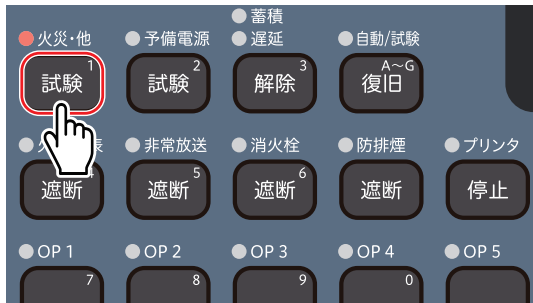 蓄積
火災・他 予備電源 遅延 自動/試験
試験 1 試験 2 解除 3 復旧 A〜G
表 非常放送 消火栓 防排煙 プリンタ
遮断 4 遮断 5 遮断 6 遮断 停止
OP 1 OP 2 OP 3 OP 4 OP 5
7 8 9 0